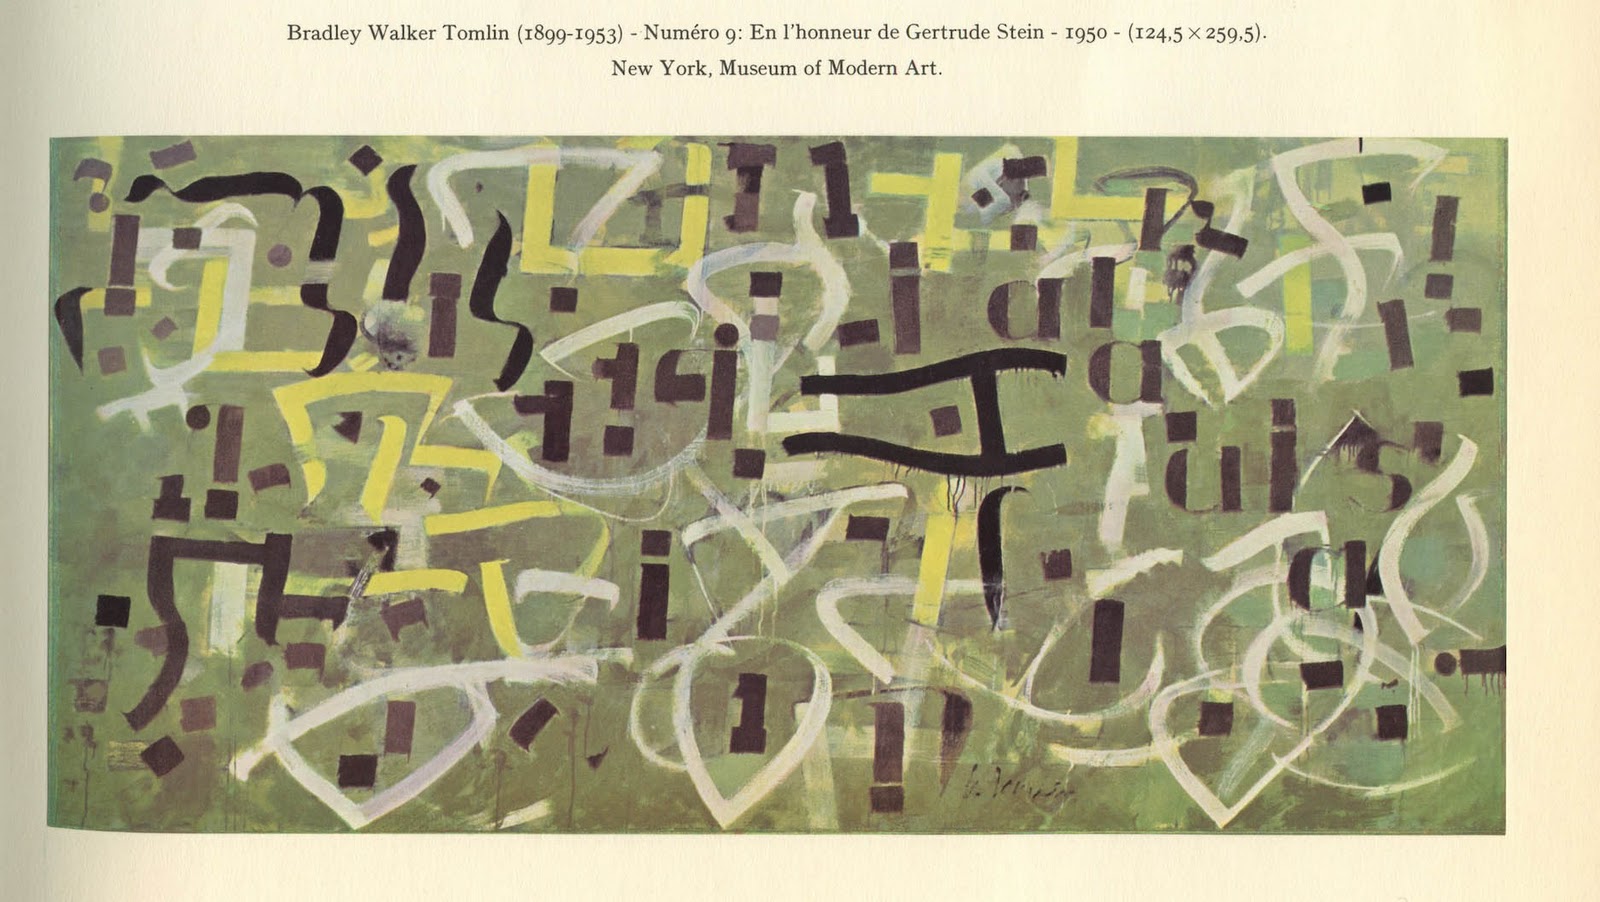 Bradley Walker Tomlin (1899-1953) - Numéro 9: En l'honneur de Gertrude Stein - 1950 - (124,5 × 259,5).
New York, Museum of Modern Art.